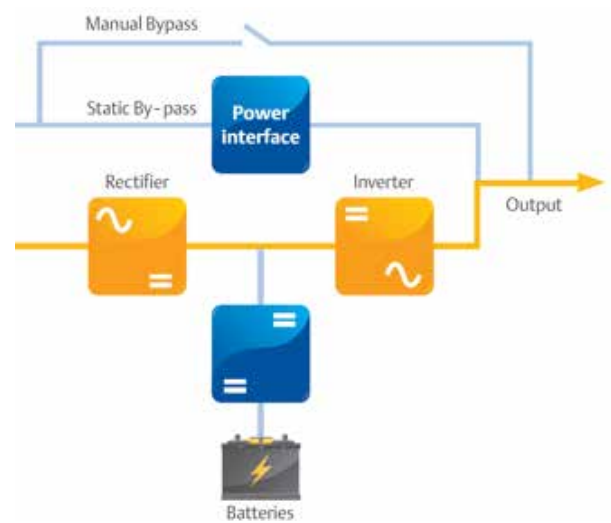 Manual Bypass
Static By-pass
Power
interface
Rectifier
Inverter
Output
Batteries